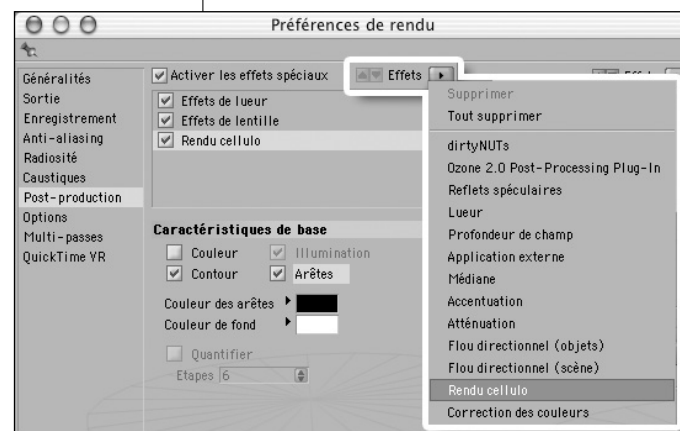 Préférences de rendu
Généralités
Sortie
Enregistrement
Anti-aliasing
Radiosité
Caustiques
Post-production
Options
Multi-passes
QuickTime VR
Activer les effets spéciaux
Effets
Effets de lueur
Effets de lentille
Rendu cellulo
Caractéristiques de base
Couleur
Illumination
Contour
Arêtes
Couleur des arêtes
Couleur de fond
Quantifier
Etapes 6
Supprimer
Tout supprimer
dirtyNUTs
Ozone 2.0 Post-Processing Plug-In
Reflets spéculaires
Lueur
Profondeur de champ
Application externe
Médiane
Accentuation
Atténuation
Flou directionnel (objets)
Flou directionnel (scène)
Rendu cellulo
Correction des couleurs